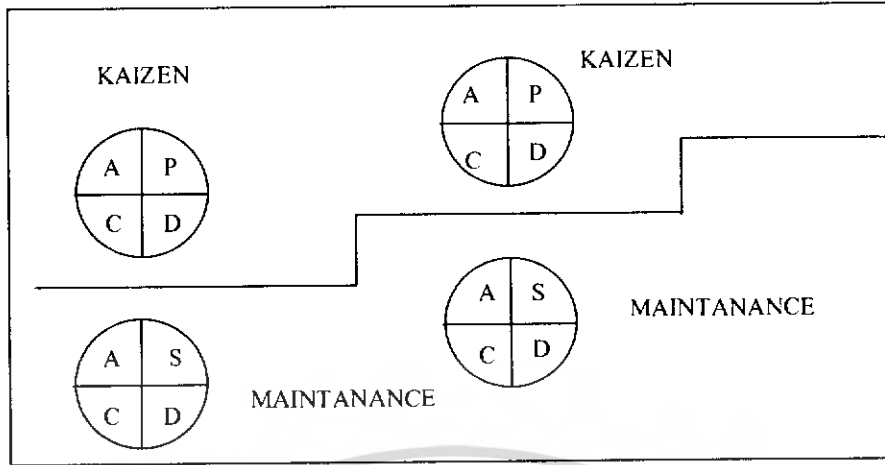 KAIZEN
A P
C D
KAIZEN
A P
C D
A S
C D
MAINTANANCE
A S
C D
MAINTANANCE